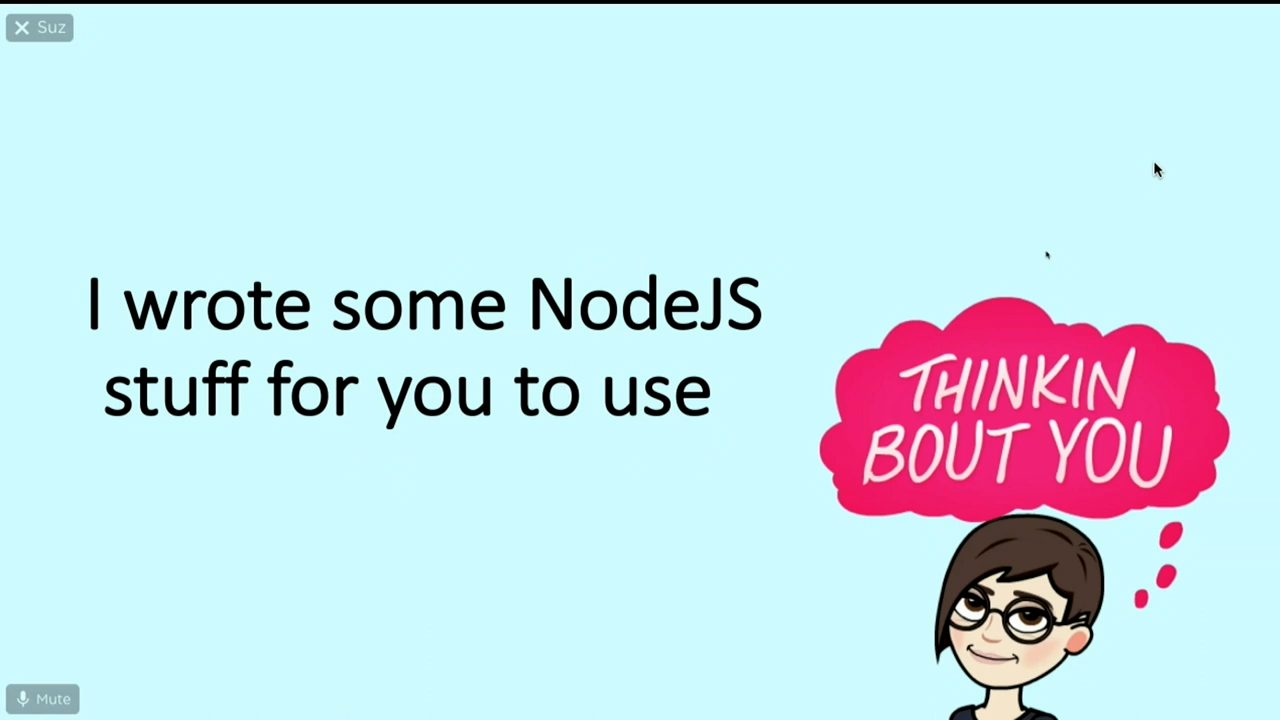 Suz
I wrote some NodeJS
stuff for you to use
THINKIN
BOUT YOU
Mute